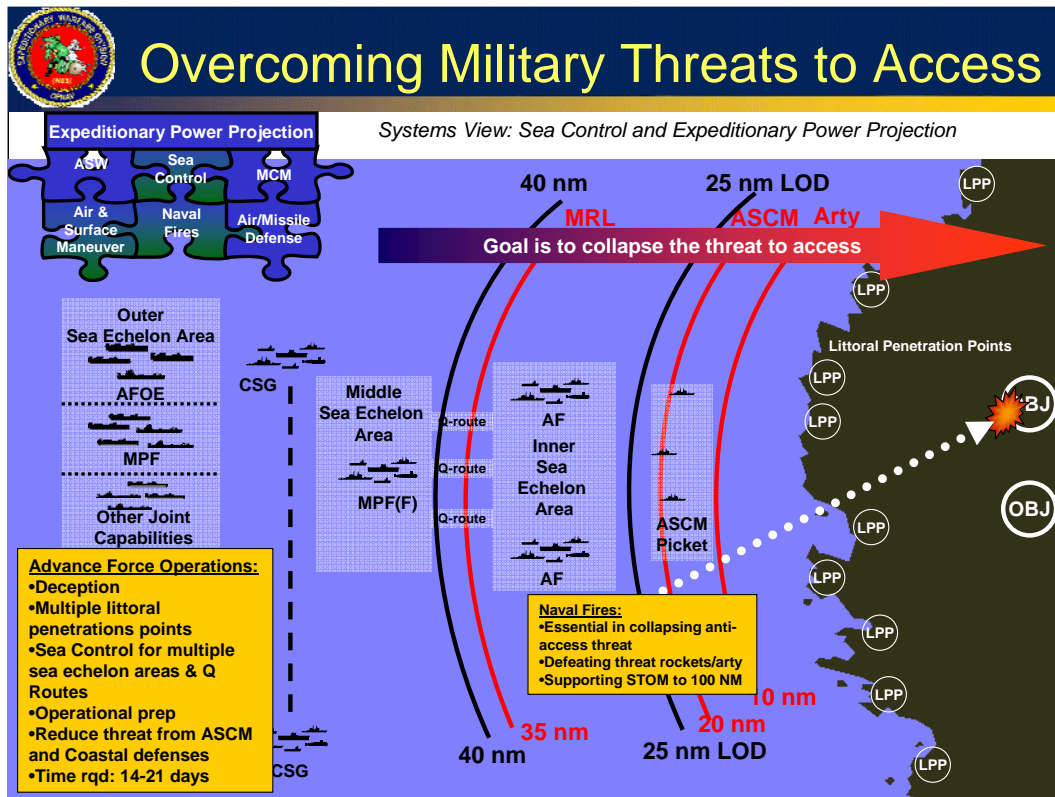 EXPEDITIONARY WARFARE DIVISION
(N85)
OPNAV
Overcoming Military Threats to Access
Expeditionary Power Projection
Systems View: Sea Control and Expeditionary Power Projection
ASW
Sea
Control
MCM
Air &
Surface
Maneuver
Naval
Fires
Air/Missile
Defense
40 nm
25 nm LOD
MRL
ASCM
Arty
Goal is to collapse the threat to access
LPP
LPP
Littoral Penetration Points
LPP
LPP
OBJ
OBJ
LPP
LPP
LPP
LPP
LPP
Outer
Sea Echelon Area
AFOE
MPF
Other Joint
Capabilities
CSG
Middle
Sea Echelon
Area
MPF(F)
Q-route
Q-route
Q-route
AF
Inner
Sea
Echelon
Area
AF
ASCM
Picket
Advance Force Operations:
•Deception
•Multiple littoral
penetrations points
•Sea Control for multiple
sea echelon areas & Q
Routes
•Operational prep
•Reduce threat from ASCM
and Coastal defenses
•Time rqd: 14-21 days
CSG
Naval Fires:
•Essential in collapsing anti-
access threat
•Defeating threat rockets/arty
•Supporting STOM to 100 NM
10 nm
20 nm
35 nm
40 nm
25 nm LOD